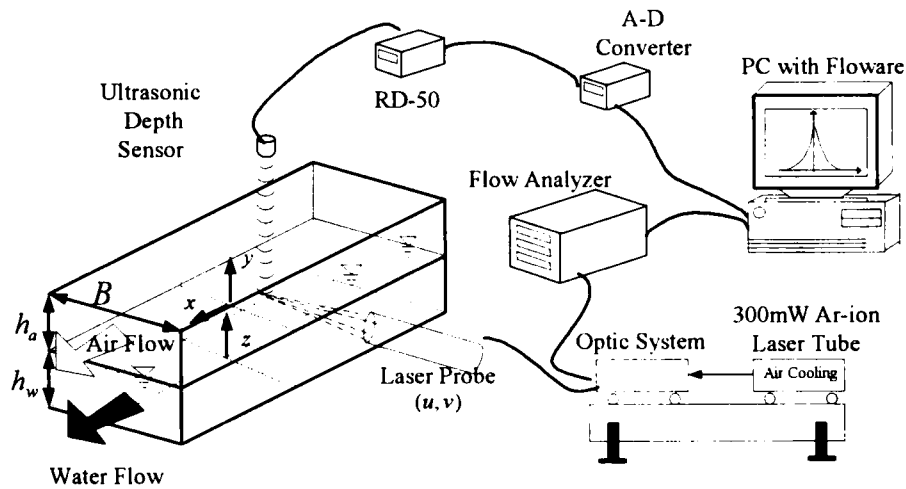 A-D
Converter
PC with Floware
RD-50
Ultrasonic
Depth
Sensor
Flow Analyzer
y
B
x
h_a
Air Flow
z
h_w
300mW Ar-ion
Laser Tube
Optic System
Air Cooling
Laser Probe
(u, v)
Water Flow